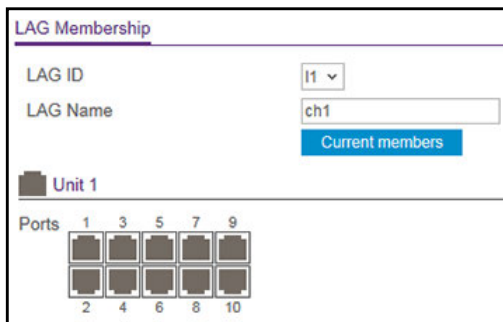 LAG Membership
LAG ID l1
LAG Name ch1
Current members
Unit 1
Ports 1 3 5 7 9
2 4 6 8 10